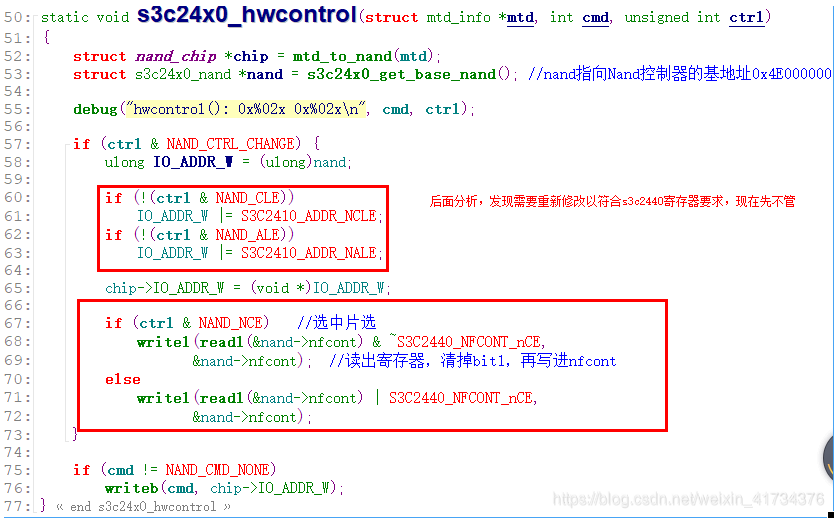 50: static void s3c24x0_hwcontrol(struct mtd_info *mtd, int cmd, unsigned int ctrl)
51: {
52: struct nand_chip *chip = mtd_to_nand(mtd);
53: struct s3c24x0_nand *nand = s3c24x0_get_base_nand(); //nand指向Nand控制器的基地址0x4E000000
54:
55: debug("hwcontrol(): 0x%02x 0x%02x\n", cmd, ctrl);
56:
57: if (ctrl & NAND_CTRL_CHANGE) {
58: ulong IO_ADDR_W = (ulong)nand;
59:
60: if (!(ctrl & NAND_CLE)) 后面分析，发现需要重新修改以符合s3c2440寄存器要求，现在先不管
61: IO_ADDR_W |= S3C2410_ADDR_NCLE;
62: if (!(ctrl & NAND_ALE))
63: IO_ADDR_W |= S3C2410_ADDR_NALE;
64:
65: chip->IO_ADDR_W = (void *)IO_ADDR_W;
66:
67: if (ctrl & NAND_NCE) //选中片选
68: writel(readl(&nand->nfcont) & ~S3C2440_NFCONT_nCE,
69: &nand->nfcont); //读出寄存器，清掉bit1，再写进nfcont
70: else
71: writel(readl(&nand->nfcont) | S3C2440_NFCONT_nCE,
72: &nand->nfcont);
73: }
74:
75: if (cmd != NAND_CMD_NONE)
76: writeb(cmd, chip->IO_ADDR_W);
77: } « end s3c24x0_hwcontrol »
https://blog.csdn.net/weixin_41734376